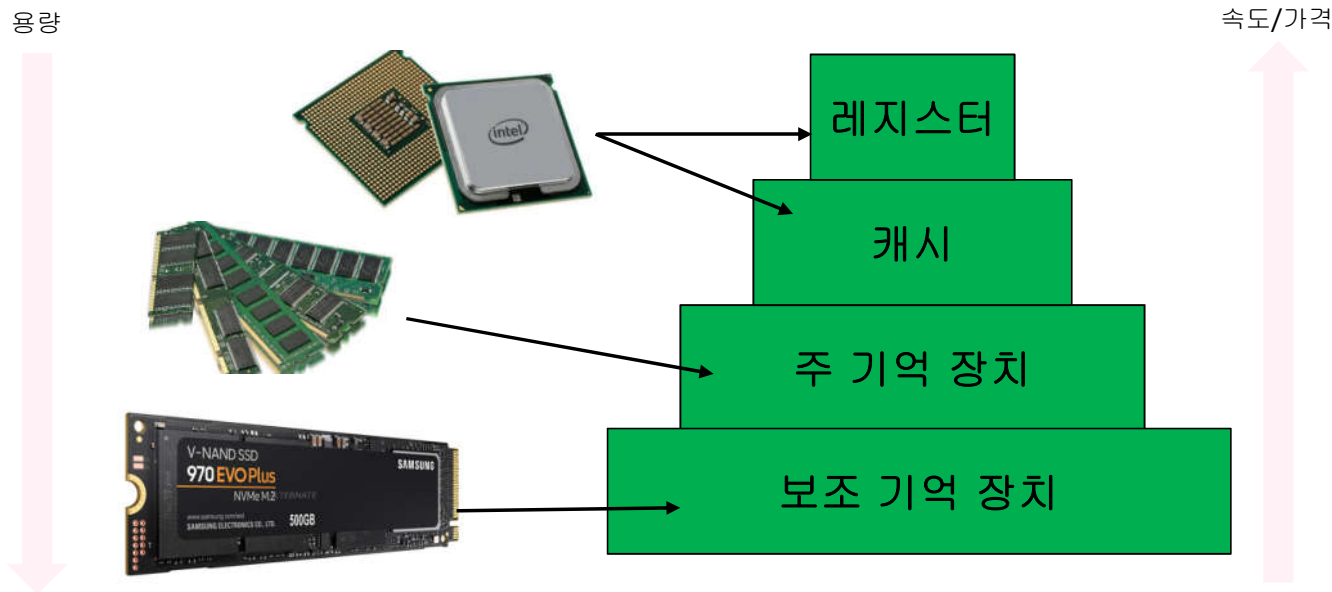 용량
속도/가격
레지스터
intel
캐시
주 기억 장치
V-NAND SSD
970 EVO Plus
NVMe M.2
SAMSUNG
SAMSUNG ELECTRONICS CO., LTD.
500GB
보조 기억 장치